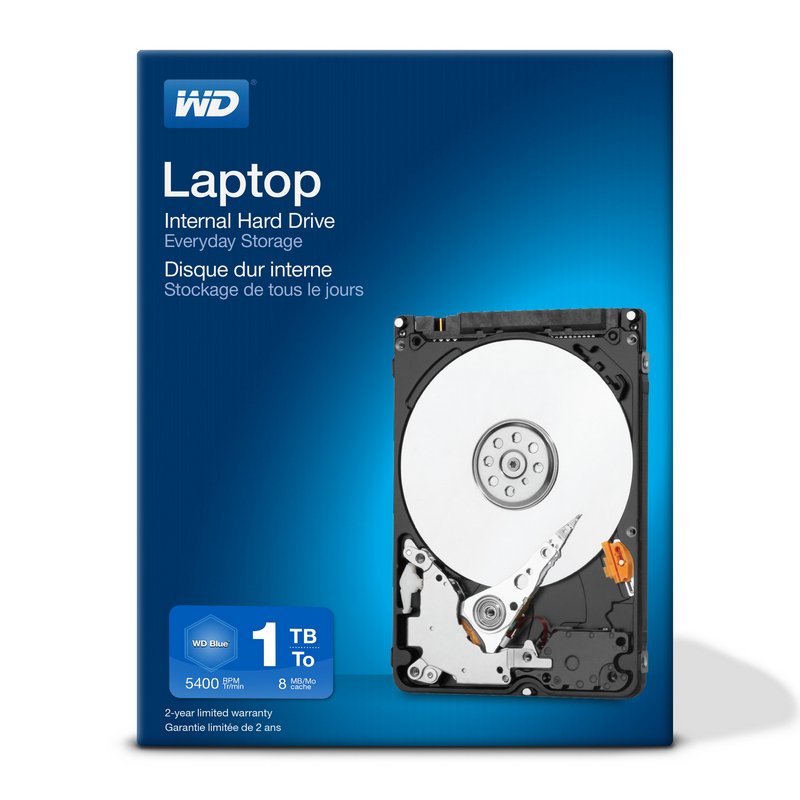 WD®
Laptop
Internal Hard Drive
Everyday Storage
Disque dur interne
Stockage de tous le jours
WD Blue™
1 TB
To
5400 RPM
Tr/min
8 MB/Mo
cache
2-year limited warranty
Garantie limitée de 2 ans